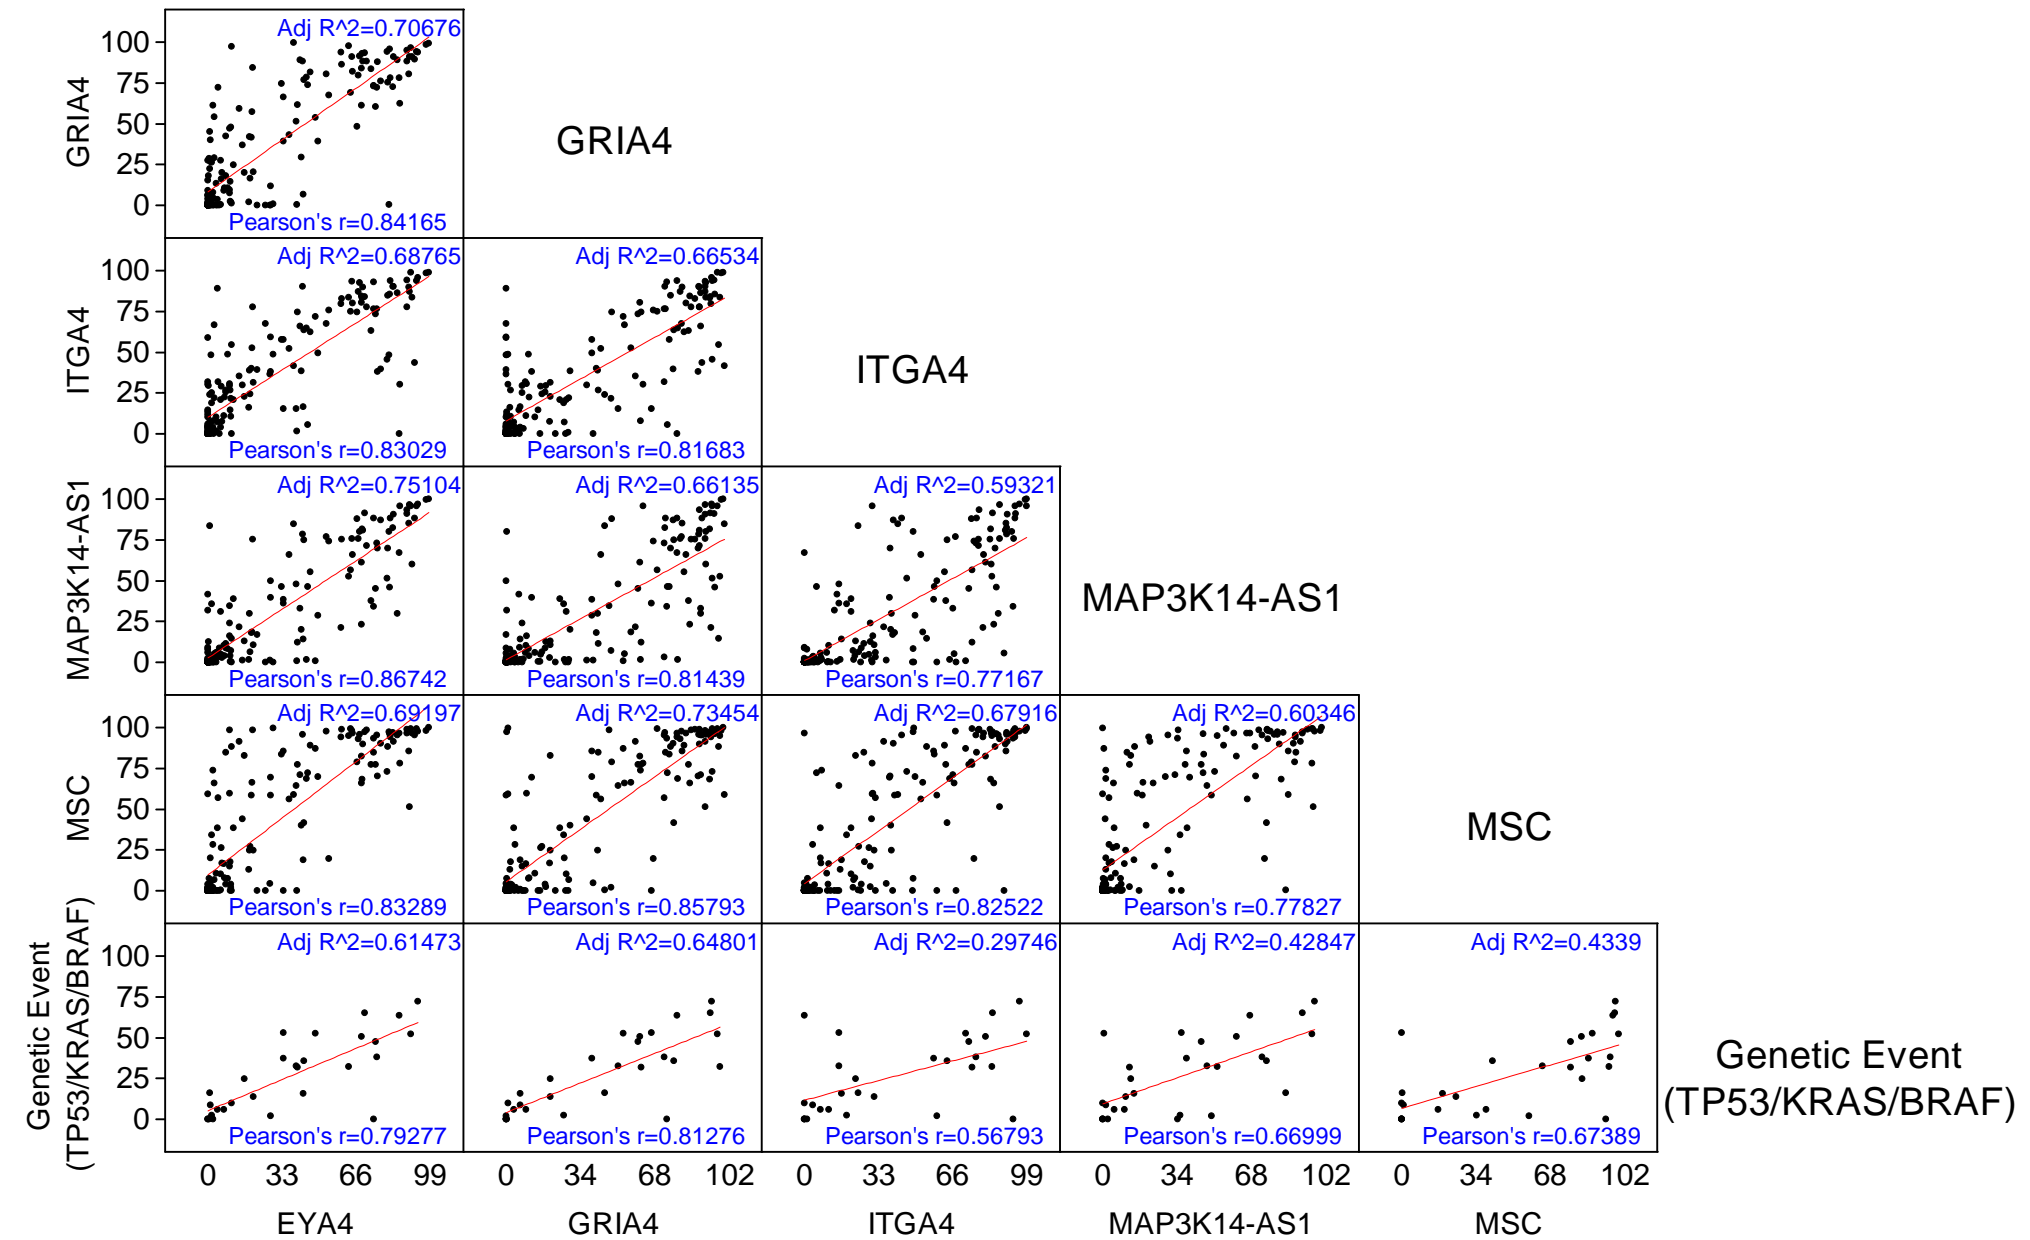 Adj R^2=0.70676
100
75
50
25
0
GRIA4
Pearson's r=0.84165
GRIA4
Adj R^2=0.68765
Adj R^2=0.66534
100
75
50
25
0
ITGA4
Pearson's r=0.83029
Pearson's r=0.81683
ITGA4
Adj R^2=0.75104
Adj R^2=0.66135
Adj R^2=0.59321
100
75
50
25
0
MAP3K14-AS1
Pearson's r=0.86742
Pearson's r=0.81439
Pearson's r=0.77167
MAP3K14-AS1
Adj R^2=0.69197
Adj R^2=0.73454
Adj R^2=0.67916
Adj R^2=0.60346
100
75
50
25
0
MSC
Pearson's r=0.83289
Pearson's r=0.85793
Pearson's r=0.82522
Pearson's r=0.77827
MSC
Adj R^2=0.61473
Adj R^2=0.64801
Adj R^2=0.29746
Adj R^2=0.42847
Adj R^2=0.4339
100
75
50
25
0
Genetic Event
(TP53/KRAS/BRAF)
Pearson's r=0.79277
Pearson's r=0.81276
Pearson's r=0.56793
Pearson's r=0.66999
Pearson's r=0.67389
Genetic Event
(TP53/KRAS/BRAF)
0 33 66 99
0 34 68 102
0 33 66 99
0 34 68 102
0 34 68 102
EYA4
GRIA4
ITGA4
MAP3K14-AS1
MSC